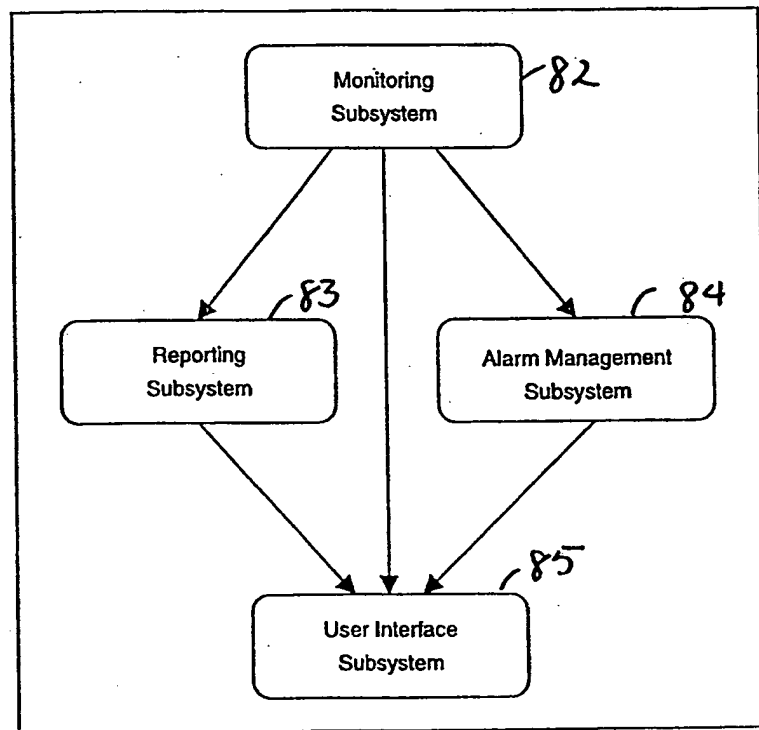 Monitoring
Subsystem
82
83
84
Reporting
Subsystem
Alarm Management
Subsystem
85
User Interface
Subsystem